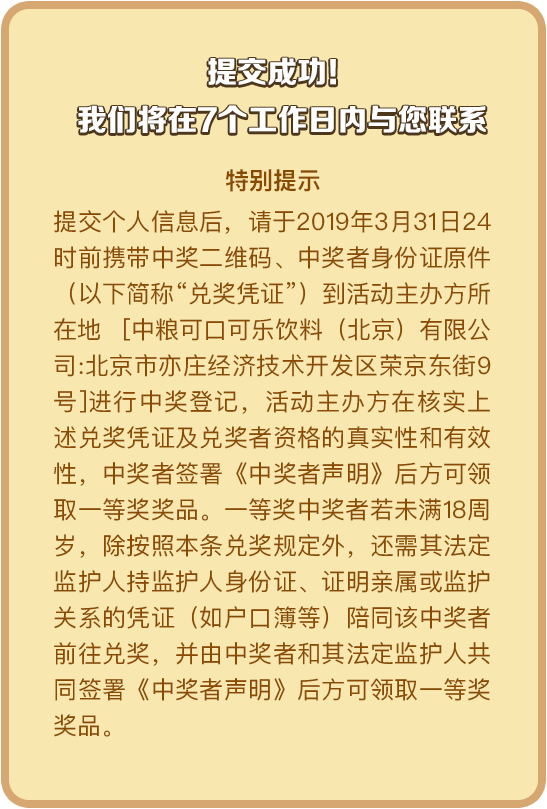 提交成功!
我们将在7个工作日内与您联系
特别提示
提交个人信息后，请于2019年3月31日24
时前携带中奖二维码、中奖者身份证原件
（以下简称“兑奖凭证”）到活动主办方所
在地 ［中粮可口可乐饮料（北京）有限公
司:北京市亦庄经济技术开发区荣京东街9
号]进行中奖登记，活动主办方在核实上
述兑奖凭证及兑奖者资格的真实性和有效
性，中奖者签署《中奖者声明》后方可领
取一等奖奖品。一等奖中奖者若未满18周
岁，除按照本条兑奖规定外，还需其法定
监护人持监护人身份证、证明亲属或监护
关系的凭证（如户口簿等）陪同该中奖者
前往兑奖，并由中奖者和其法定监护人共
同签署《中奖者声明》后方可领取一等奖
奖品。